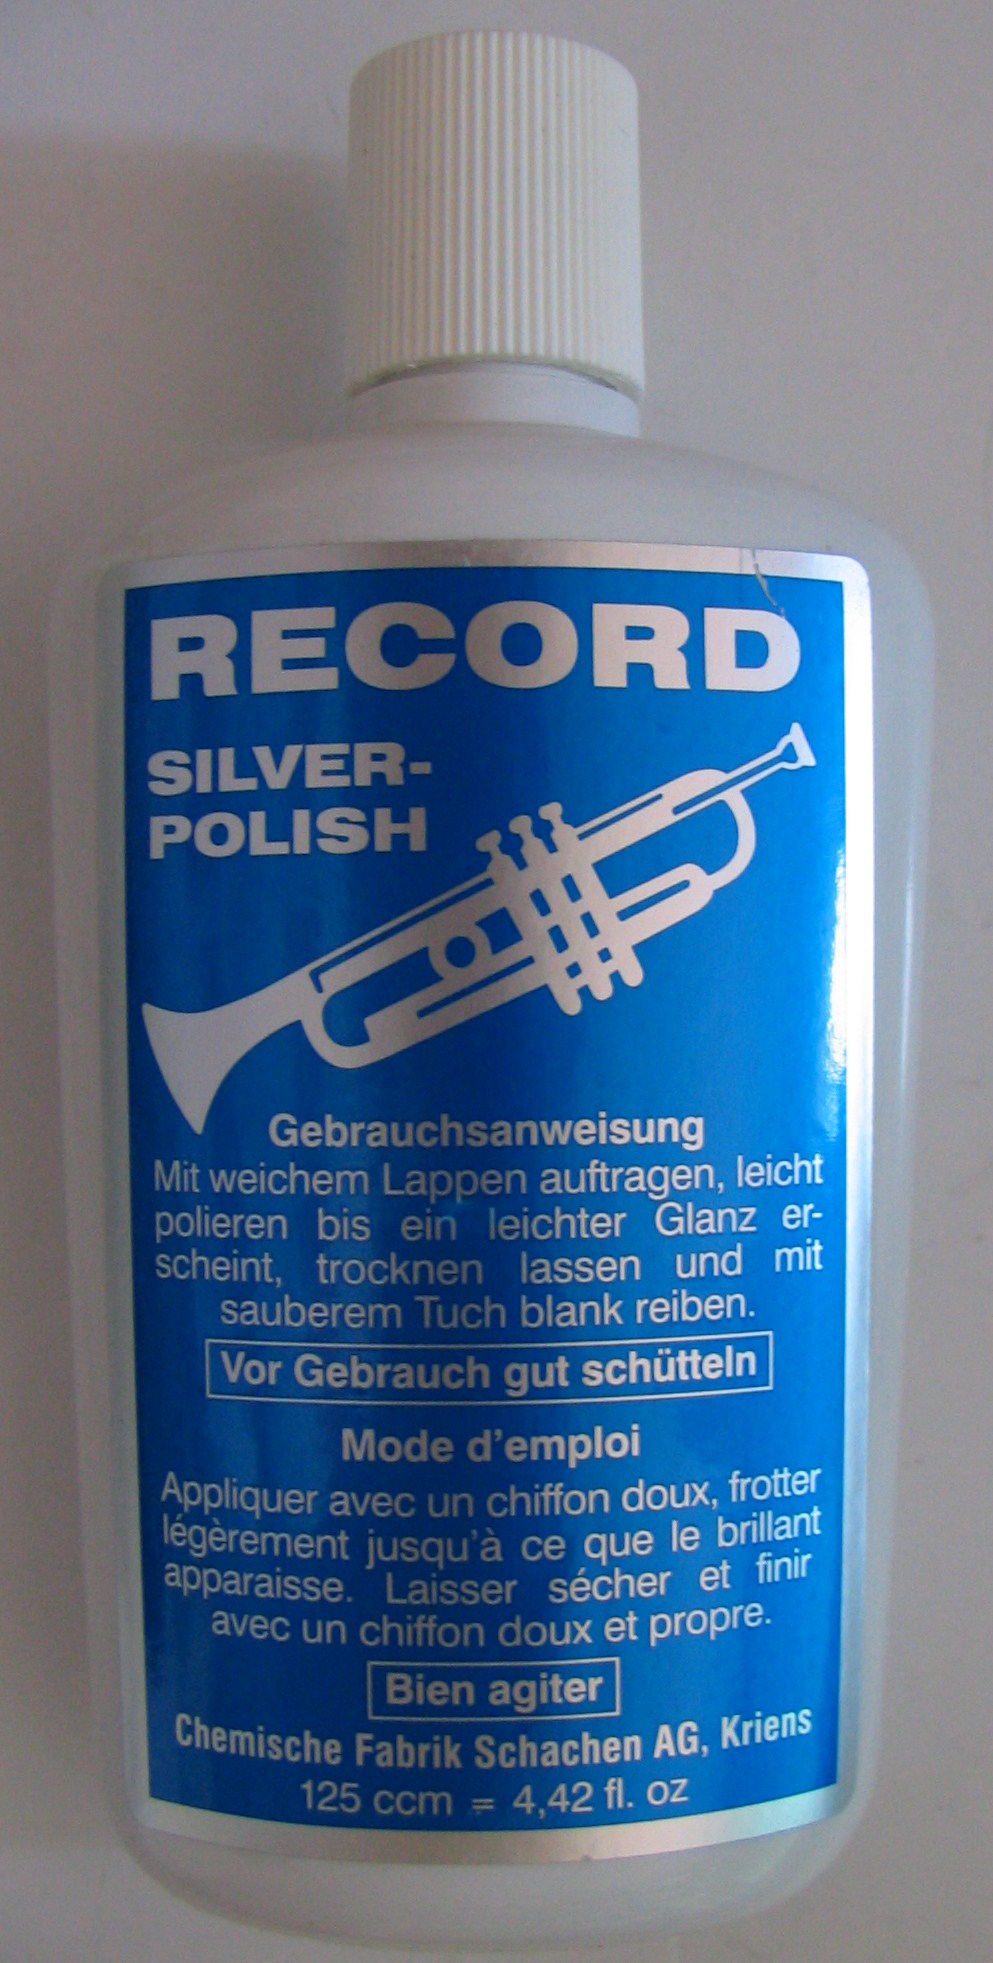 RECORD
SILVER-
POLISH
Gebrauchsanweisung
Mit weichem Lappen auftragen, leicht
polieren bis ein leichter Glanz er-
scheint, trocknen lassen und mit
sauberem Tuch blank reiben.
Vor Gebrauch gut schütteln
Mode d'emploi
Appliquer avec un chiffon doux, frotter
légèrement jusqu'à ce que le brillant
apparaisse. Laisser sécher et finir
avec un chiffon doux et propre.
Bien agiter
Chemische Fabrik Schachen AG, Kriens
125 ccm = 4,42 fl. oz